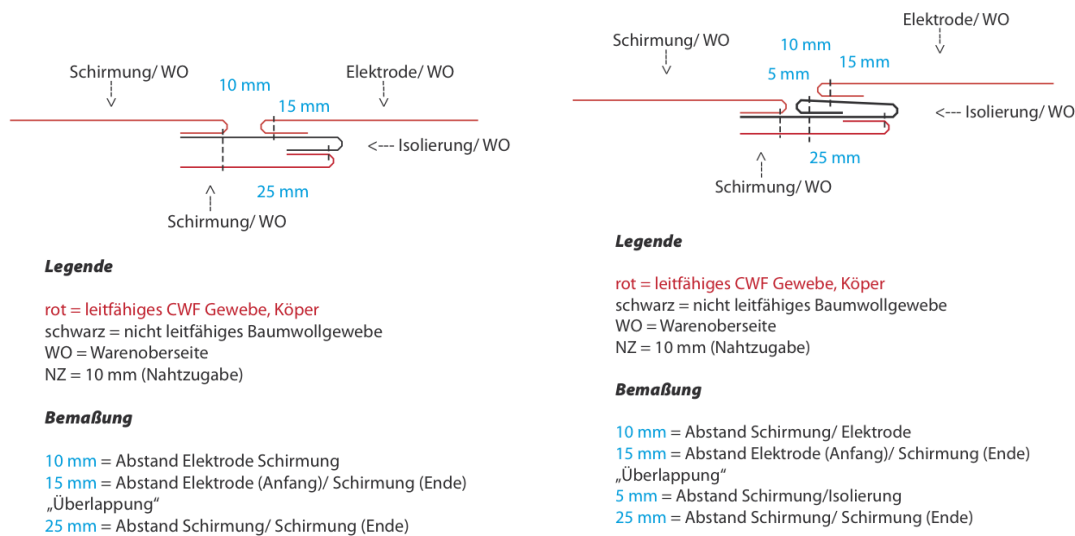 Schirmung/ WO
10 mm
Elektrode/ WO
15 mm
<--- Isolierung/ WO
25 mm
Schirmung/ WO
Legende
rot = leitfähiges CWF Gewebe, Köper
schwarz = nicht leitfähiges Baumwollgewebe
WO = Warenoberseite
NZ = 10 mm (Nahtzugabe)
Bemaßung
10 mm = Abstand Elektrode Schirmung
15 mm = Abstand Elektrode (Anfang)/ Schirmung (Ende)
„Überlappung“
25 mm = Abstand Schirmung/ Schirmung (Ende)
Elektrode/ WO
Schirmung/ WO
10 mm
15 mm
5 mm
<--- Isolierung/ WO
25 mm
Schirmung/ WO
Legende
rot = leitfähiges CWF Gewebe, Köper
schwarz = nicht leitfähiges Baumwollgewebe
WO = Warenoberseite
NZ = 10 mm (Nahtzugabe)
Bemaßung
10 mm = Abstand Schirmung/ Elektrode
15 mm = Abstand Elektrode (Anfang)/ Schirmung (Ende)
„Überlappung“
5 mm = Abstand Schirmung/Isolierung
25 mm = Abstand Schirmung/ Schirmung (Ende)